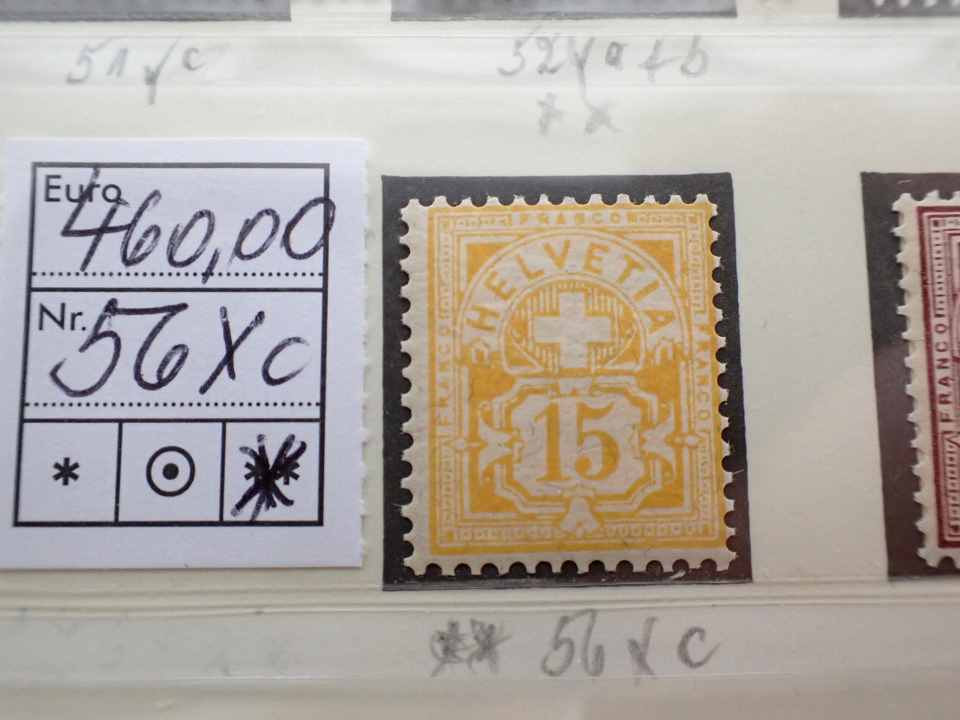 51 x c
52 x a + b
* *
Euro
460,00
Nr. 56 x c
* ⊙ **
FRANCO
HELVETIA
FRANCO
FRANCO
15
FRANCO
** 56 x c